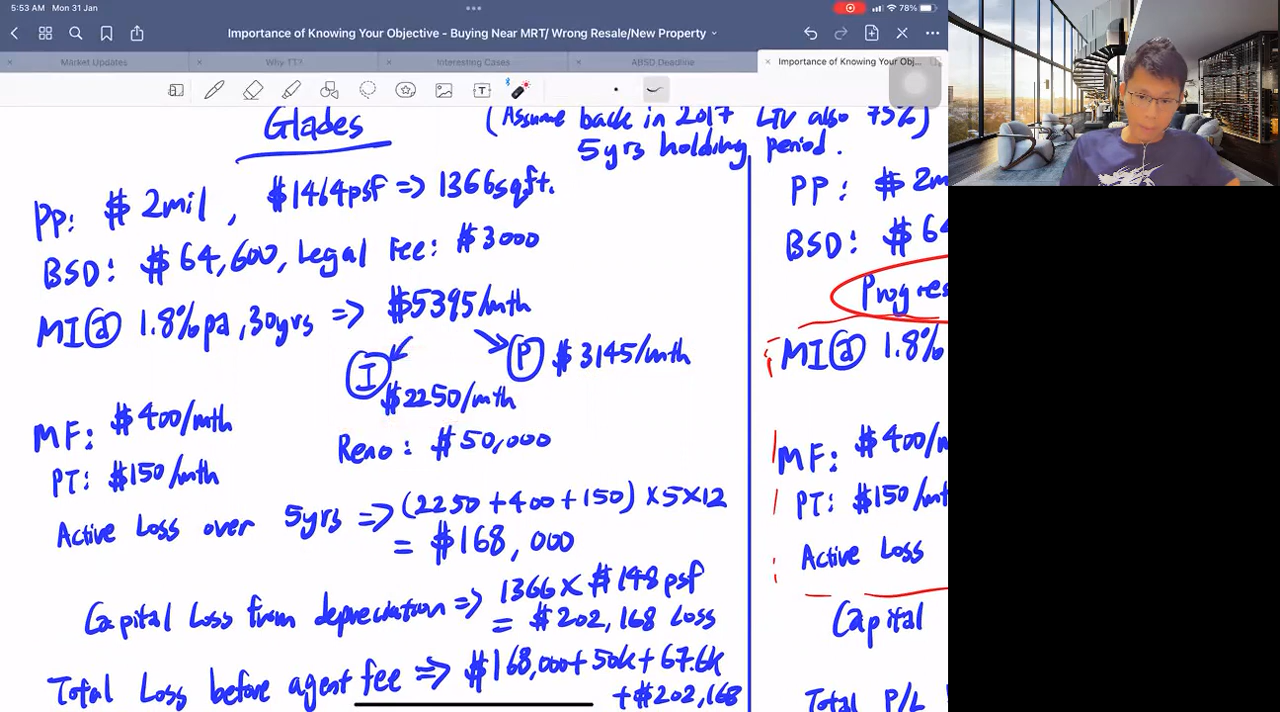 5:53 AM Mon 31 Jan
78%
Importance of Knowing Your Objective - Buying Near MRT/ Wrong Resale/New Property
Market Updates
Why TT?
Interesting Cases
ABSD Deadline
Importance of Knowing Your Obj...
Glades
(Assume back in 2017 LTV also 75%)
5yrs holding period.
PP: $2mil, $1464psf => 1366sqft.
BSD: $64,600, Legal Fee: $3000
MI@ 1.8%pa, 30yrs => $5395/mth
I
P $3145/mth
$2250/mth
MF: $400/mth
Reno: $50,000
PT: $150/mth
Active Loss over 5yrs => (2250+400+150) x5x12
= $168,000
Capital Loss from depreciation => 1366 x $148psf
= $202,168 Loss
Total Loss before agent fee => $168,000+50k+67.6k
+$202,168
PP: $2m
BSD: $64
Progres
MI@ 1.8%
MF: $400/m
PT: $150/mt
Active Loss
Capital
Total P/L